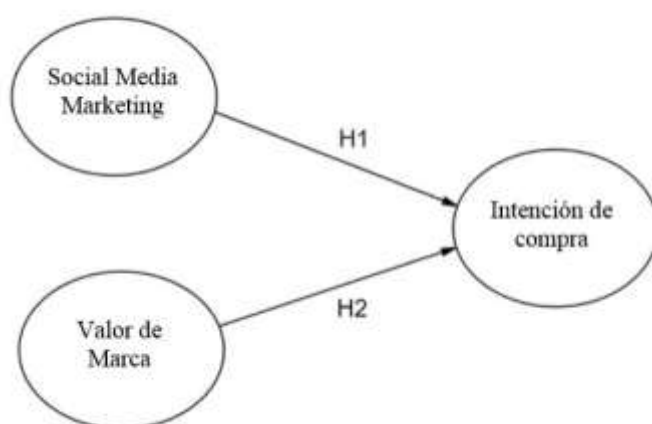 Social Media
Marketing
H1
Intención de
compra
H2
Valor de
Marca